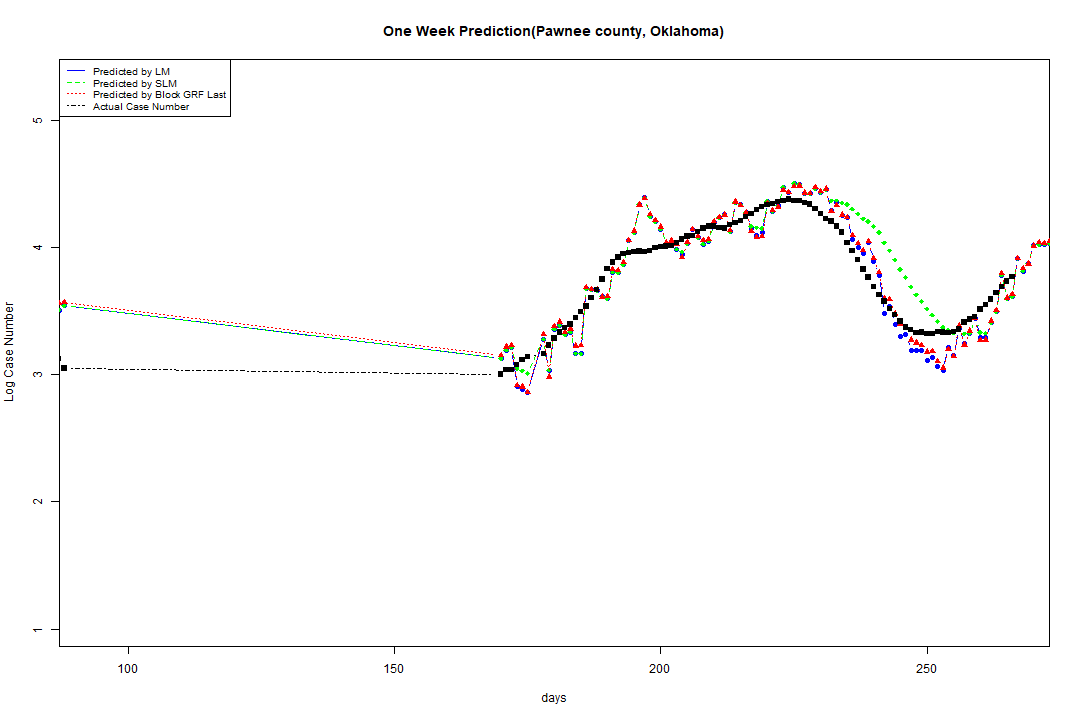 One Week Prediction(Pawnee county, Oklahoma)
Predicted by LM
Predicted by SLM
Predicted by Block GRF Last
Actual Case Number
5
4
3
2
1
Log Case Number
100 150 200 250
days